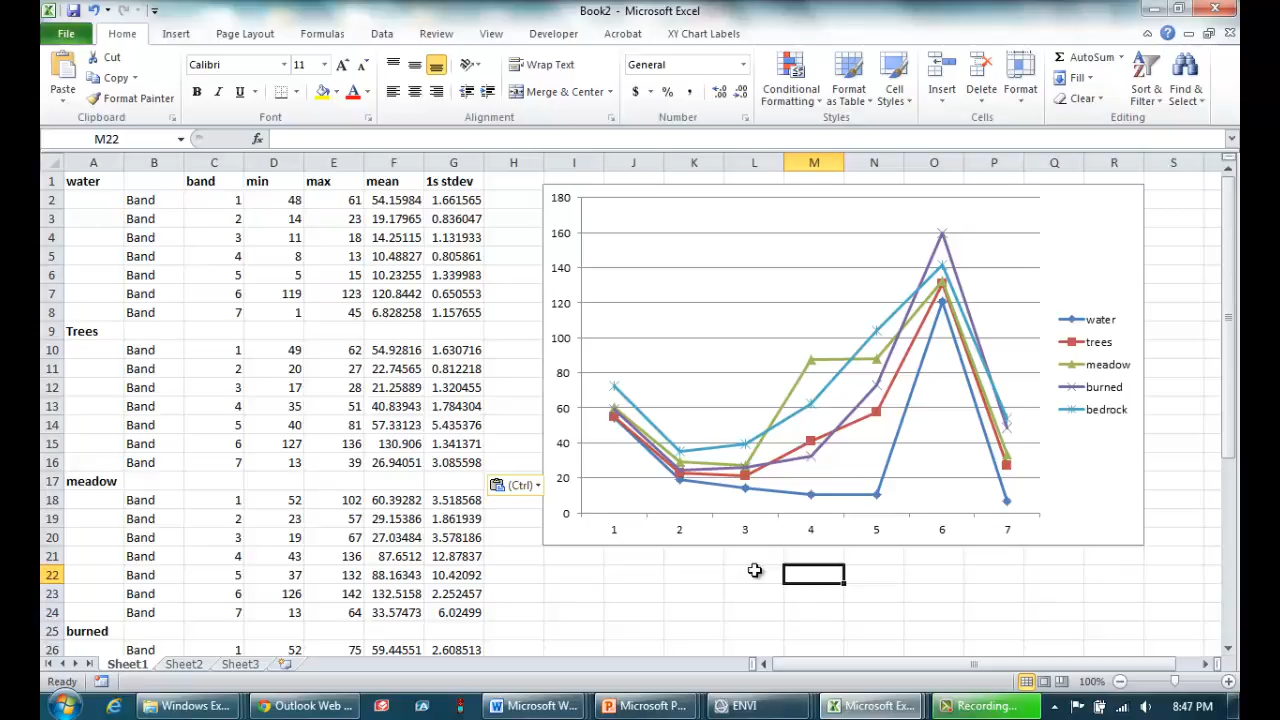 Book2 - Microsoft Excel
File Home Insert Page Layout Formulas Data Review View Developer Acrobat XY Chart Labels
Paste Cut Copy Format Painter Clipboard
Calibri 11 A A B I U A Font
Wrap Text Merge & Center Alignment
General $ % , .00 Number
Conditional Formatting Format as Table Cell Styles Styles
Insert Delete Format Cells
Σ AutoSum Fill Clear Sort & Filter Find & Select Editing
M22 fx
A B C D E F G H I J K L M N O P Q R S
1 water band min max mean 1s stdev
2 Band 1 48 61 54.15984 1.661565
3 Band 2 14 23 19.17965 0.836047
4 Band 3 11 18 14.25115 1.131933
5 Band 4 8 13 10.48827 0.805861
6 Band 5 5 15 10.23255 1.339983
7 Band 6 119 123 120.8442 0.650553
8 Band 7 1 45 6.828258 1.157655
9 Trees
10 Band 1 49 62 54.92816 1.630716
11 Band 2 20 27 22.74565 0.812218
12 Band 3 17 28 21.25889 1.320455
13 Band 4 35 51 40.83943 1.784304
14 Band 5 40 81 57.33123 5.435376
15 Band 6 127 136 130.906 1.341371
16 Band 7 13 39 26.94051 3.085598
17 meadow
18 Band 1 52 102 60.39282 3.518568
19 Band 2 23 57 29.15386 1.861939
20 Band 3 19 67 27.03484 3.578186
21 Band 4 43 136 87.6512 12.87837
22 Band 5 37 132 88.16343 10.42092
23 Band 6 126 142 132.5158 2.252457
24 Band 7 13 64 33.57473 6.02499
25 burned
26 Band 1 52 75 59.44551 2.608513
(Ctrl)
180
160
140
120
100
80
60
40
20
0
1 2 3 4 5 6 7
water
trees
meadow
burned
bedrock
Sheet1 Sheet2 Sheet3
Ready 100%
Windows Ex... Outlook Web ... Microsoft W... Microsoft P... ENVI Microsoft Ex... Recording... 8:47 PM